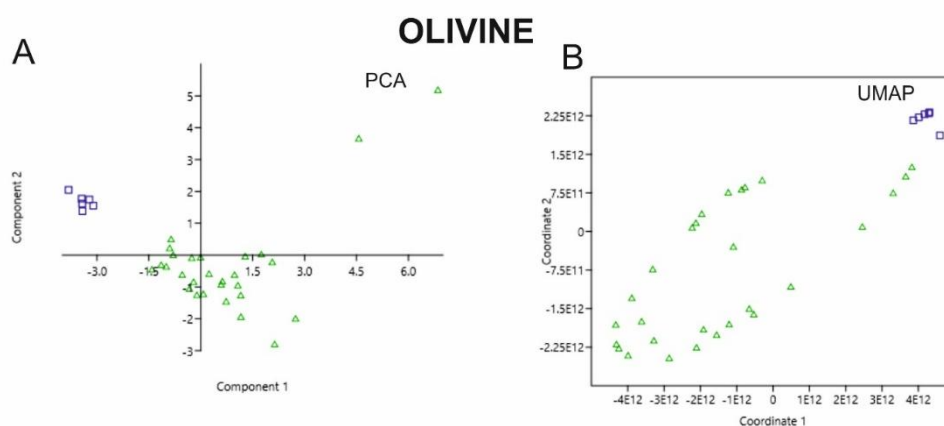 OLIVINE
A
PCA
5
4
3
2
1
-3.0
-1.5
1.5
3.0
4.5
6.0
-1
-2
-3
Component 2
Component 1
B
UMAP
2.25E12
1.5E12
7.5E11
0
-7.5E11
-1.5E12
-2.25E12
-4E12 -3E12 -2E12 -1E12 0 1E12 2E12 3E12 4E12
Coordinate 2
Coordinate 1